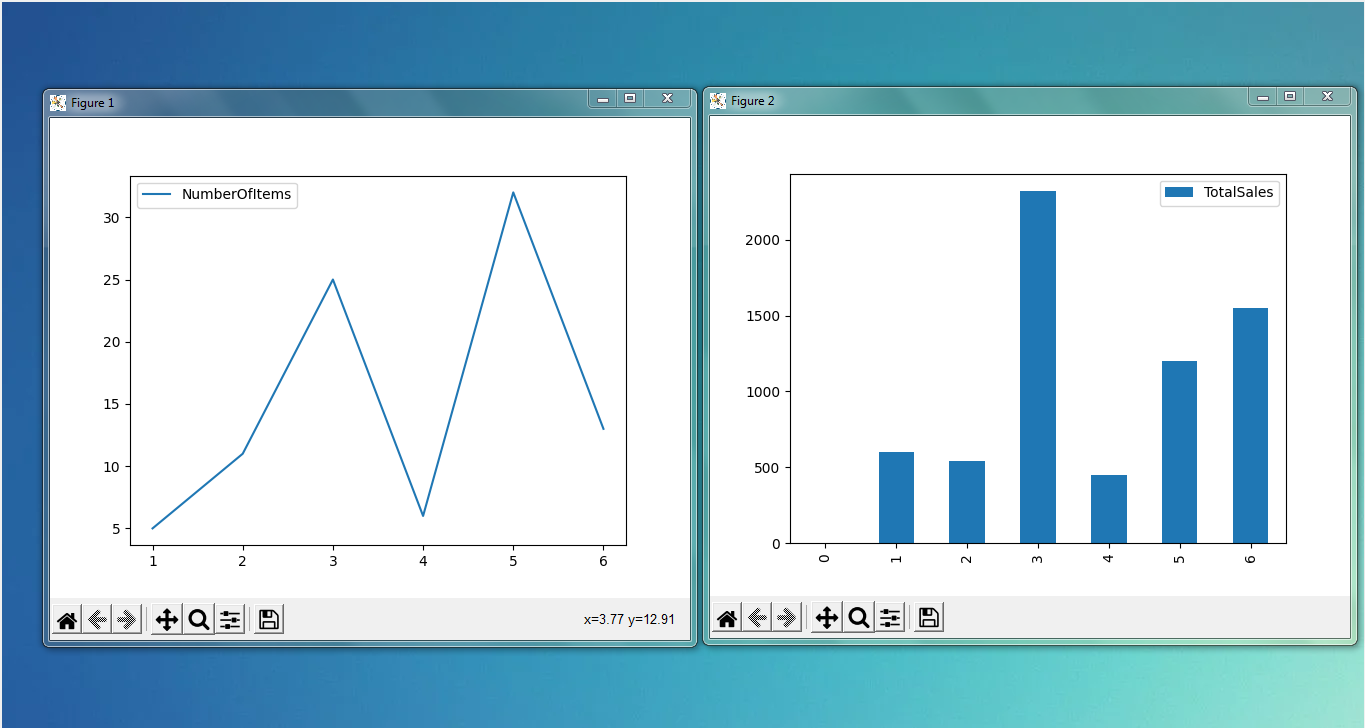 Figure 1
NumberOfItems
30
25
20
15
10
5
1 2 3 4 5 6
x=3.77 y=12.91
Figure 2
TotalSales
2000
1500
1000
500
0
0 1 2 3 4 5 6